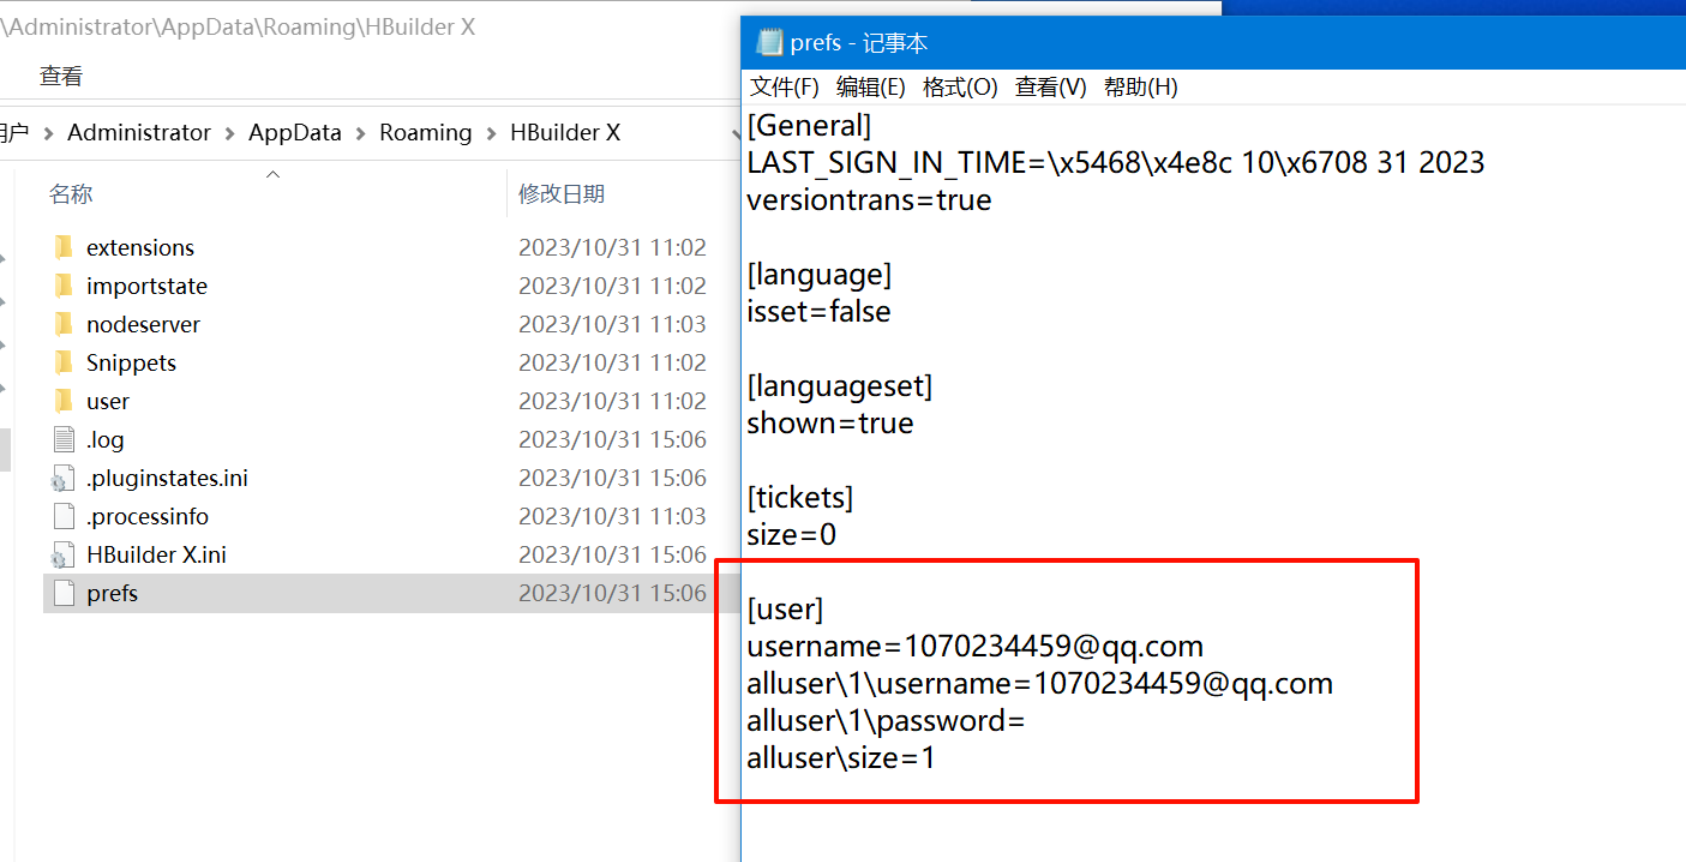 \Administrator\AppData\Roaming\HBuilder X
查看
用户 > Administrator > AppData > Roaming > HBuilder X
名称 修改日期
extensions 2023/10/31 11:02
importstate 2023/10/31 11:02
nodeserver 2023/10/31 11:03
Snippets 2023/10/31 11:02
user 2023/10/31 11:02
.log 2023/10/31 15:06
.pluginstates.ini 2023/10/31 15:06
.processinfo 2023/10/31 11:03
HBuilder X.ini 2023/10/31 15:06
prefs 2023/10/31 15:06
prefs - 记事本
文件(F) 编辑(E) 格式(O) 查看(V) 帮助(H)
[General]
LAST_SIGN_IN_TIME=\x5468\x4e8c 10\x6708 31 2023
versiontrans=true
[language]
isset=false
[languageset]
shown=true
[tickets]
size=0
[user]
username=1070234459@qq.com
alluser\1\username=1070234459@qq.com
alluser\1\password=
alluser\size=1